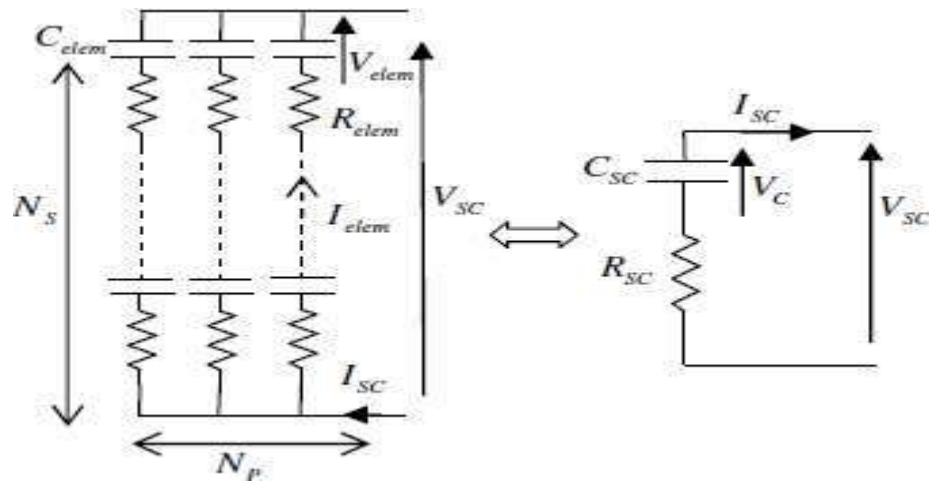 C_elem
V_elem
R_elem
N_S
I_elem
V_SC
I_SC
N_P
I_SC
C_SC
V_C
V_SC
R_SC